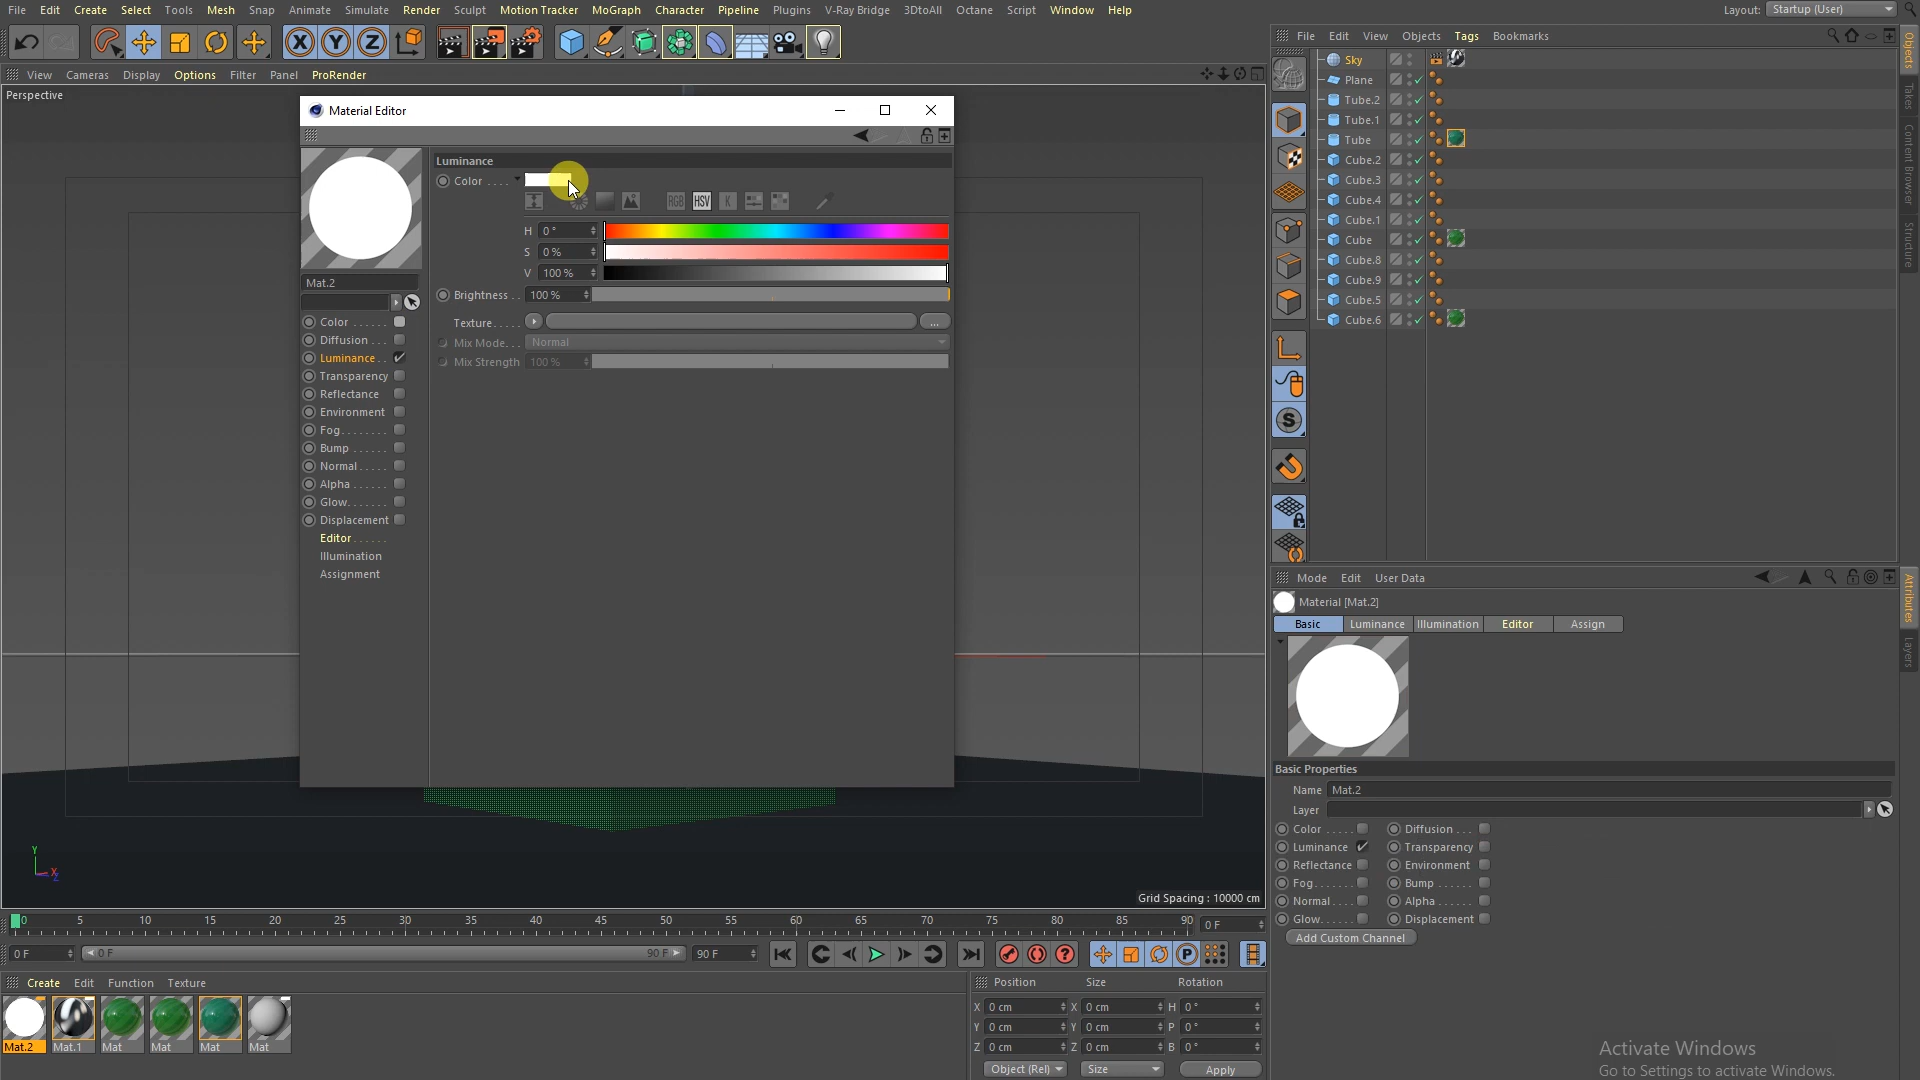 File Edit Create Select Tools Mesh Snap Animate Simulate Render Sculpt Motion Tracker MoGraph Character Pipeline Plugins V-Ray Bridge 3DtoAll Octane Script Window Help Layout: Startup (User)
X Y Z
File Edit View Objects Tags Bookmarks
View Cameras Display Options Filter Panel ProRender
Perspective
Material Editor
Luminance
Color ....
RGB HSV K
H 0 °
S 0 %
V 100 %
Brightness . . 100 %
Texture..... ...
Mix Mode... Normal
Mix Strength 100 %
Mat.2
Color ......
Diffusion ...
Luminance. .
Transparency
Reflectance
Environment
Fog.......
Bump ......
Normal.....
Alpha ......
Glow.......
Displacement
Editor ......
Illumination
Assignment
Sky
Plane
Tube.2
Tube.1
Tube
Cube.2
Cube.3
Cube.4
Cube.1
Cube
Cube.8
Cube.9
Cube.5
Cube.6
S
Objects
Takes
Content Browser
Structure
Attributes
Layers
Mode Edit User Data
Material [Mat.2]
Basic Luminance Illumination Editor Assign
Basic Properties
Name Mat.2
Layer
Color ..... Diffusion ...
Luminance Transparency
Reflectance Environment
Fog....... Bump ......
Normal..... Alpha ......
Glow...... Displacement
Add Custom Channel
Y
X
Z
Grid Spacing : 10000 cm
0 5 10 15 20 25 30 35 40 45 50 55 60 65 70 75 80 85 90 0 F
0 F 0 F 90 F 90 F ? P
Create Edit Function Texture
Mat.2 Mat.1 Mat Mat Mat Mat
Position Size Rotation
X 0 cm X 0 cm H 0 °
Y 0 cm Y 0 cm P 0 °
Z 0 cm Z 0 cm B 0 °
Object (Rel) Size Apply
Activate Windows
Go to Settings to activate Windows.